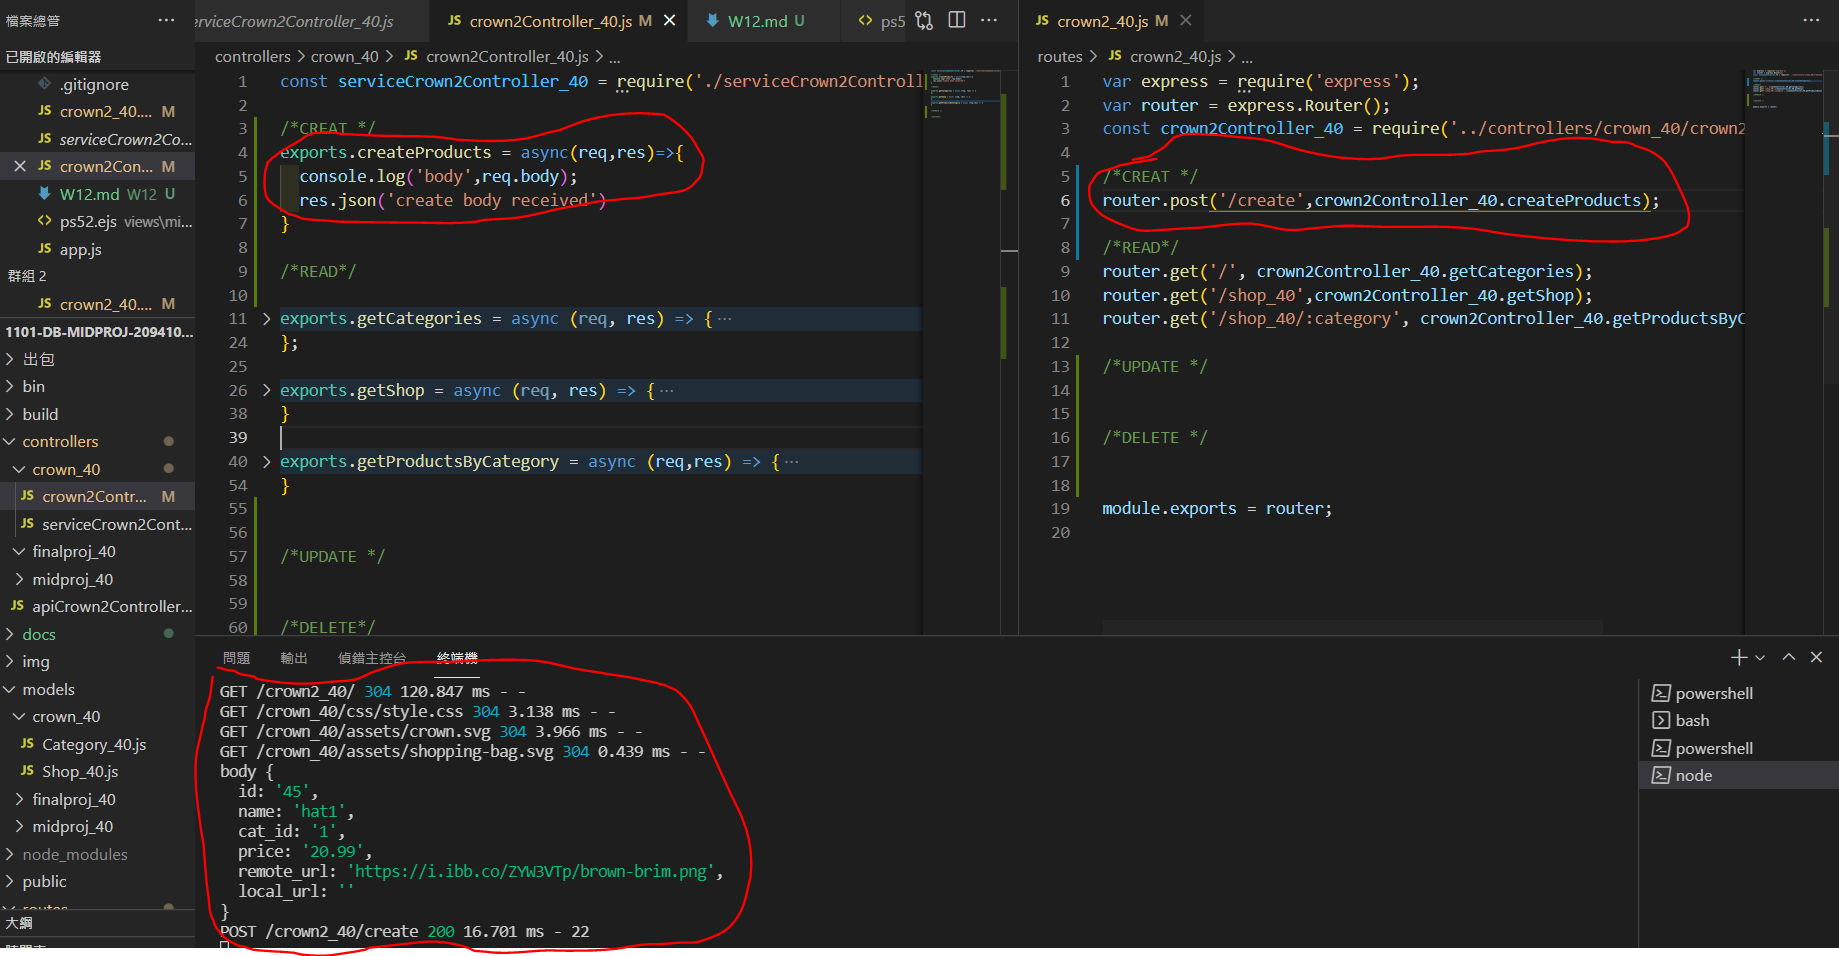 檔案總管 ···
已開啟的編輯器
.gitignore
JS crown2_40.... M
JS serviceCrown2Co...
JS crown2Con... M
W12.md W12 U
<> ps52.ejs views\mi...
JS app.js
群組 2
JS crown2_40.... M
1101-DB-MIDPROJ-209410...
出包
bin
build
controllers
crown_40
JS crown2Contr... M
JS serviceCrown2Cont...
finalproj_40
midproj_40
JS apiCrown2Controller...
docs
img
models
crown_40
JS Category_40.js
JS Shop_40.js
finalproj_40
midproj_40
node_modules
public
routes
大綱
erviceCrown2Controller_40.js
JS crown2Controller_40.js M
W12.md U
<> ps5
···
controllers > crown_40 > JS crown2Controller_40.js > ...
1 const serviceCrown2Controller_40 = require('./serviceCrown2Controll
2
3 /*CREAT */
4 exports.createProducts = async(req,res)=>{
5 console.log('body',req.body);
6 res.json('create body received')
7 }
8
9 /*READ*/
10
11 exports.getCategories = async (req, res) => {···
24 };
25
26 exports.getShop = async (req, res) => {···
38 }
39
40 exports.getProductsByCategory = async (req,res) => {···
54 }
55
56
57 /*UPDATE */
58
59
60 /*DELETE*/
JS crown2_40.js M
···
routes > JS crown2_40.js > ...
1 var express = require('express');
2 var router = express.Router();
3 const crown2Controller_40 = require('../controllers/crown_40/crown2
4
5 /*CREAT */
6 router.post('/create',crown2Controller_40.createProducts);
7
8 /*READ*/
9 router.get('/', crown2Controller_40.getCategories);
10 router.get('/shop_40',crown2Controller_40.getShop);
11 router.get('/shop_40/:category', crown2Controller_40.getProductsByC
12
13 /*UPDATE */
14
15
16 /*DELETE */
17
18
19 module.exports = router;
20
問題 輸出 偵錯主控台 終端機
GET /crown2_40/ 304 120.847 ms - -
GET /crown_40/css/style.css 304 3.138 ms - -
GET /crown_40/assets/crown.svg 304 3.966 ms - -
GET /crown_40/assets/shopping-bag.svg 304 0.439 ms - -
body {
id: '45',
name: 'hat1',
cat_id: '1',
price: '20.99',
remote_url: 'https://i.ibb.co/ZYW3VTp/brown-brim.png',
local_url: ''
}
POST /crown2_40/create 200 16.701 ms - 22
powershell
bash
powershell
node